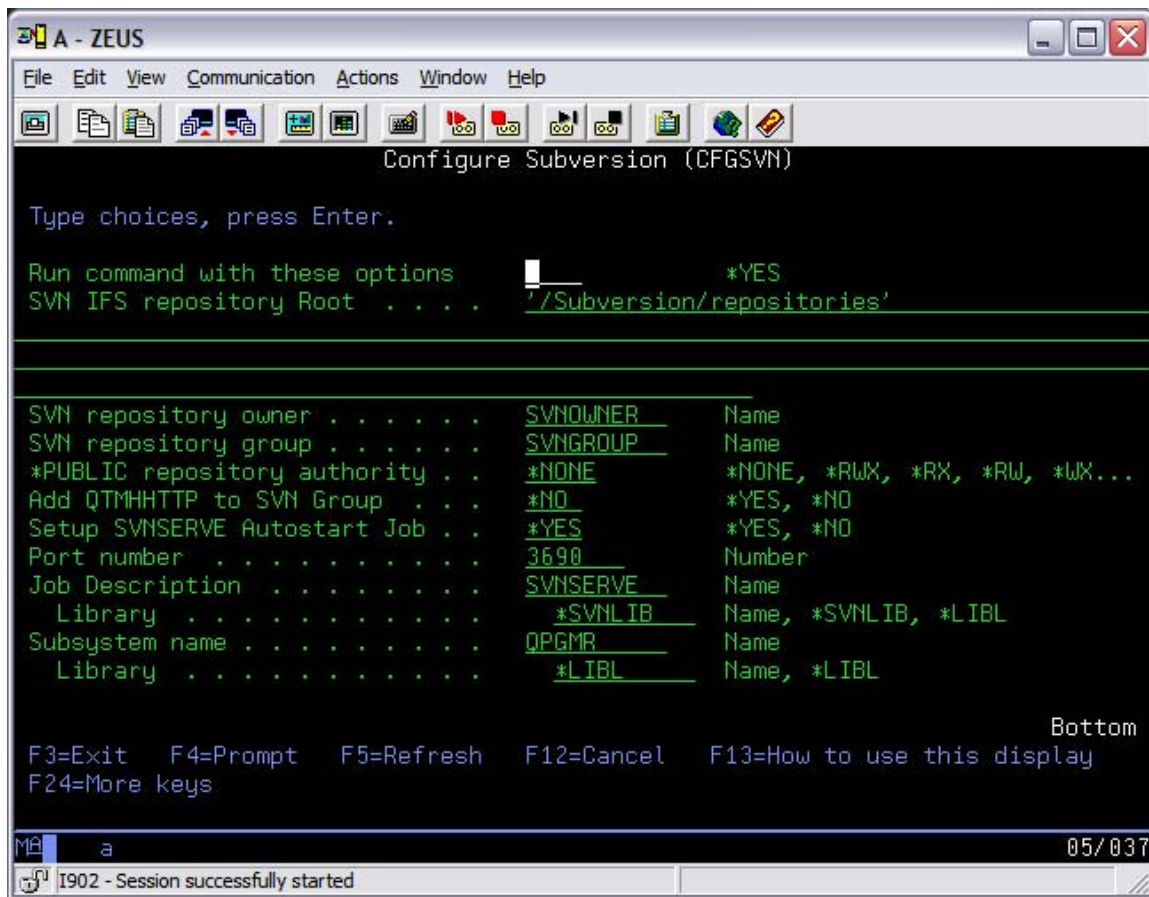 A - ZEUS
File Edit View Communication Actions Window Help
Configure Subversion (CFGSVN)
Type choices, press Enter.
Run command with these options *YES
SVN IFS repository Root . . . . '/Subversion/repositories'
SVN repository owner . . . . . . . SVNOWNER Name
SVN repository group . . . . . . . SVNGROUP Name
*PUBLIC repository authority . . *NONE *NONE, *RWX, *RX, *RW, *WX...
Add QTMHHTTP to SVN Group . . . *NO *YES, *NO
Setup SVNSERVE Autostart Job . . *YES *YES, *NO
Port number . . . . . . . . . . 3690 Number
Job Description . . . . . . . . SVNSERVE Name
Library . . . . . . . . . . . *SVNLIB Name, *SVNLIB, *LIBL
Subsystem name . . . . . . . . . QPGMR Name
Library . . . . . . . . . . . *LIBL Name, *LIBL
Bottom
F3=Exit F4=Prompt F5=Refresh F12=Cancel F13=How to use this display
F24=More keys
MA a 05/037
I902 - Session successfully started